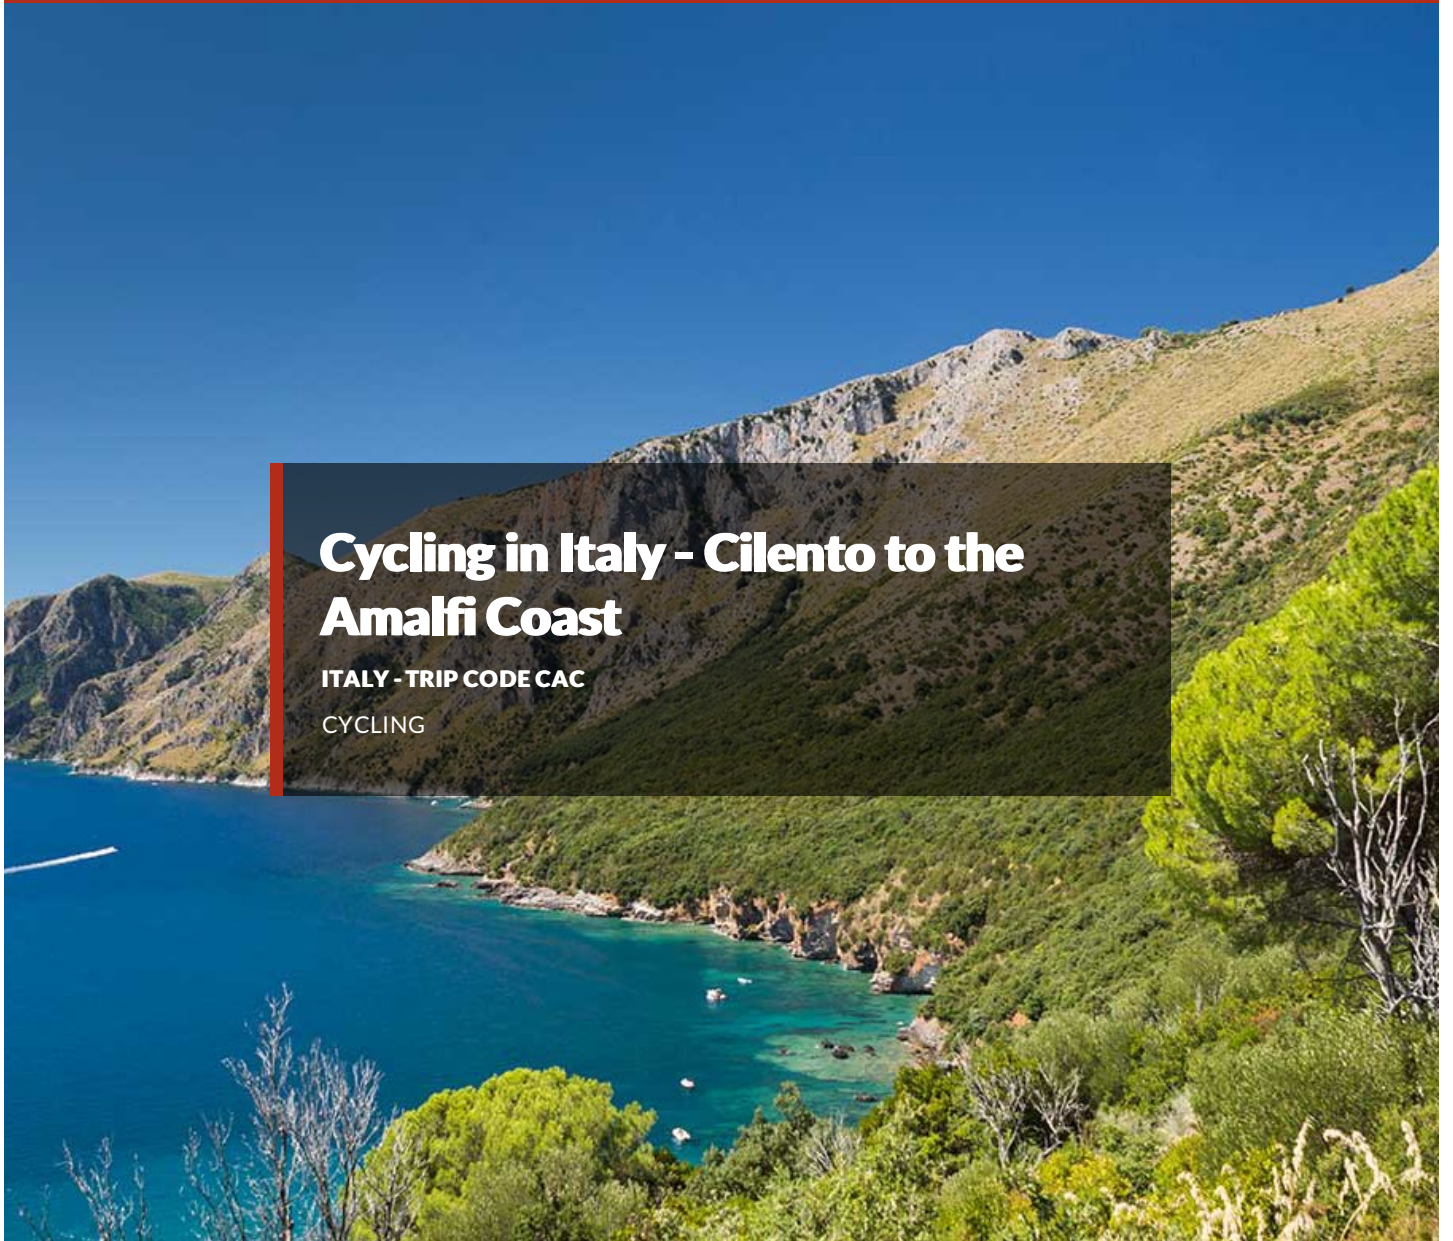 Cycling in Italy - Cilento to the
Amalfi Coast
ITALY - TRIP CODE CAC
CYCLING